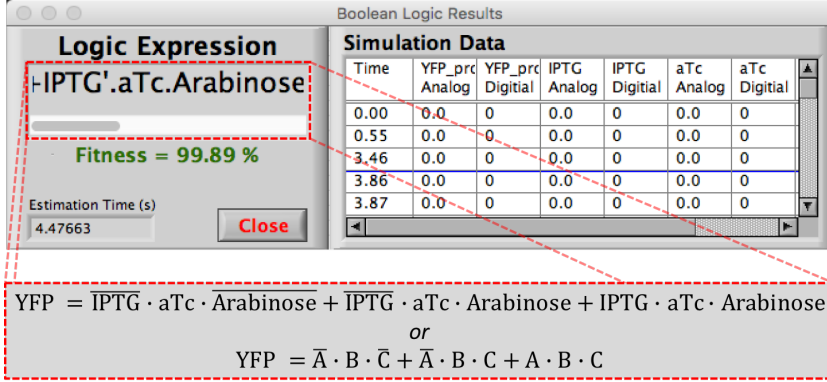 Boolean Logic Results
Logic Expression
+IPTG'.aTc.Arabinose
Fitness = 99.89 %
Estimation Time (s)
4.47663
Close
Simulation Data
Time YFP_pro Analog YFP_pro Digitial IPTG Analog IPTG Digitial aTc Analog aTc Digitial
0.00 0.0 0 0.0 0 0.0 0
0.55 0.0 0 0.0 0 0.0 0
3.46 0.0 0 0.0 0 0.0 0
3.86 0.0 0 0.0 0 0.0 0
3.87 0.0 0 0.0 0 0.0 0
YFP = I̅P̅T̅G̅ · aTc · A̅r̅a̅b̅i̅n̅o̅s̅e̅ + I̅P̅T̅G̅ · aTc · Arabinose + IPTG · aTc · Arabinose
or
YFP = A̅ · B · C̅ + A̅ · B · C + A · B · C